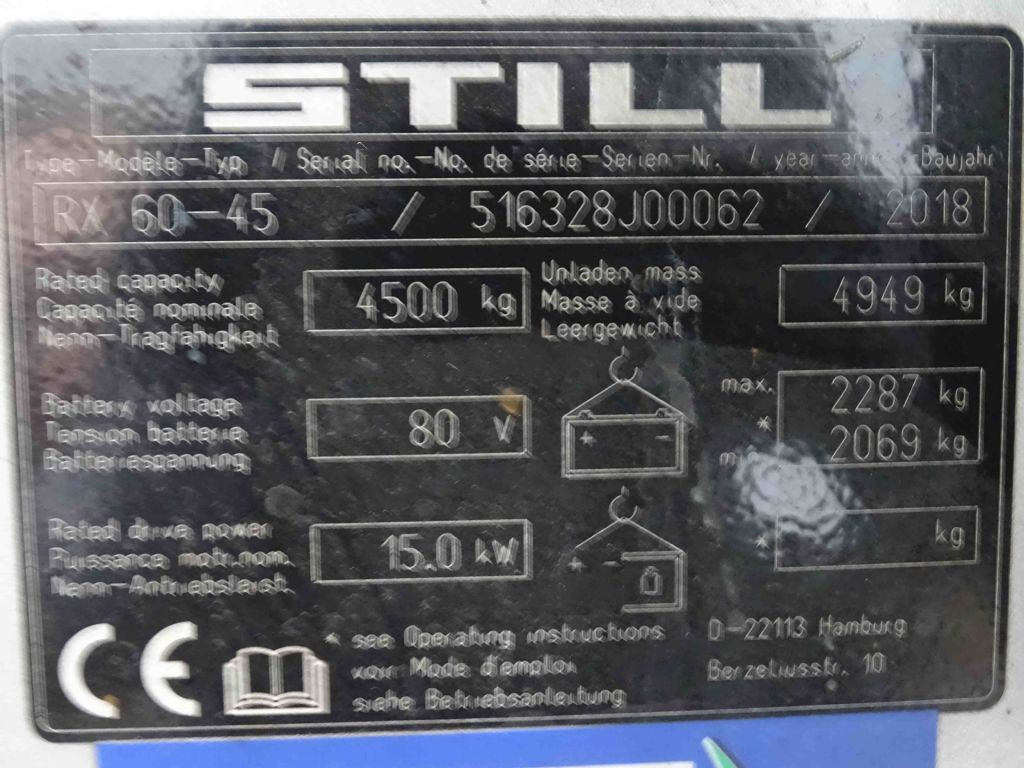 STILL
Type-Modèle-Typ / Serial no.-No. de série-Serien-Nr. / year-année-Baujahr
RX 60-45 / 516328J00062 / 2018
Rated capacity
Capacité nominale
Nenn-Tragfähigkeit
4500 kg
Unladen mass
Masse à vide
Leergewicht
4949 kg
Battery voltage
Tension batterie
Batteriespannung
80 V
+ -
max. 2287 kg
*
min. 2069 kg
Rated drive power
Puissance motr.nom.
Nenn-Antriebsleist.
15.0 kW
+ -
* kg
CE
* see Operating instructions
voir Mode d'emploi
siehe Betriebsanleitung
D-22113 Hamburg
Berzeliusstr. 10